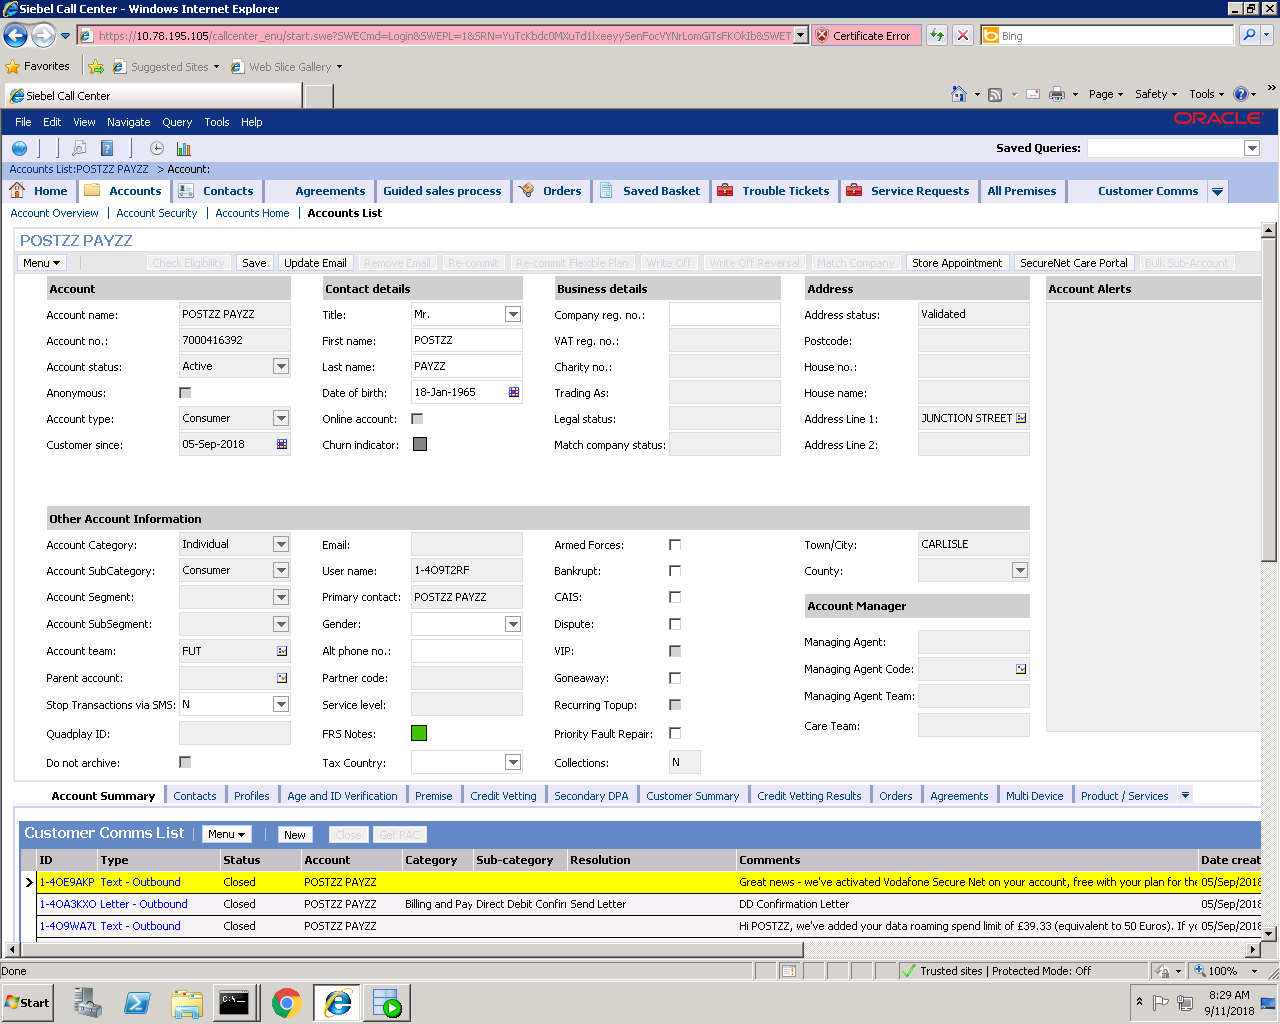 Siebel Call Center - Windows Internet Explorer
https://10.78.195.105/callcenter_enu/start.swe?SWECmd=Login&SWEPL=1&SRN= Certificate Error Bing
Favorites Suggested Sites Web Slice Gallery
Siebel Call Center Page Safety Tools »
File Edit View Navigate Query Tools Help ORACLE
Saved Queries:
Accounts List:POSTZZ PAYZZ > Account:
Home Accounts Contacts Agreements Guided sales process Orders Saved Basket Trouble Tickets Service Requests All Premises Customer Comms
Account Overview | Account Security | Accounts Home | Accounts List
POSTZZ PAYZZ
Menu Check Eligibility Save Update Email Remove Email Re-commit Re-commit Flexible Plan Write Off Write Off Reversal Match Company Store Appointment SecureNet Care Portal Bulk Sub-Account
Account Contact details Business details Address Account Alerts
Account name: POSTZZ PAYZZ Title: Mr. Company reg. no.: Address status: Validated
Account no.: 7000416392 First name: POSTZZ VAT reg. no.: Postcode:
Account status: Active Last name: PAYZZ Charity no.: House no.:
Anonymous: Date of birth: 18-Jan-1965 Trading As: House name:
Account type: Consumer Online account: Legal status: Address Line 1: JUNCTION STREET
Customer since: 05-Sep-2018 Churn indicator: Match company status: Address Line 2:
Other Account Information
Account Category: Individual Email: Armed Forces: Town/City: CARLISLE
Account SubCategory: Consumer User name: 1-4O9T2RF Bankrupt: County:
Account Segment: Primary contact: POSTZZ PAYZZ CAIS: Account Manager
Account SubSegment: Gender: Dispute:
Managing Agent:
Account team: FUT Alt phone no.: VIP:
Managing Agent Code:
Parent account: Partner code: Goneaway:
Managing Agent Team:
Stop Transactions via SMS: N Service level: Recurring Topup:
Care Team:
Quadplay ID: FRS Notes: Priority Fault Repair:
Do not archive: Tax Country: Collections: N
Account Summary Contacts Profiles Age and ID Verification Premise Credit Vetting Secondary DPA Customer Summary Credit Vetting Results Orders Agreements Multi Device Product / Services
Customer Comms List Menu New Close Get PAC
ID Type Status Account Category Sub-category Resolution Comments Date creat
1-4OE9AKP Text - Outbound Closed POSTZZ PAYZZ Great news - we've activated Vodafone Secure Net on your account, free with your plan for the 05/Sep/2018
1-4OA3KXO Letter - Outbound Closed POSTZZ PAYZZ Billing and Pay Direct Debit Confir Send Letter DD Confirmation Letter 05/Sep/2018
1-4O9WA7L Text - Outbound Closed POSTZZ PAYZZ Hi POSTZZ, we've added your data roaming spend limit of £39.33 (equivalent to 50 Euros). If yo 05/Sep/2018
Done Trusted sites | Protected Mode: Off 100%
Start 8:29 AM
9/11/2018